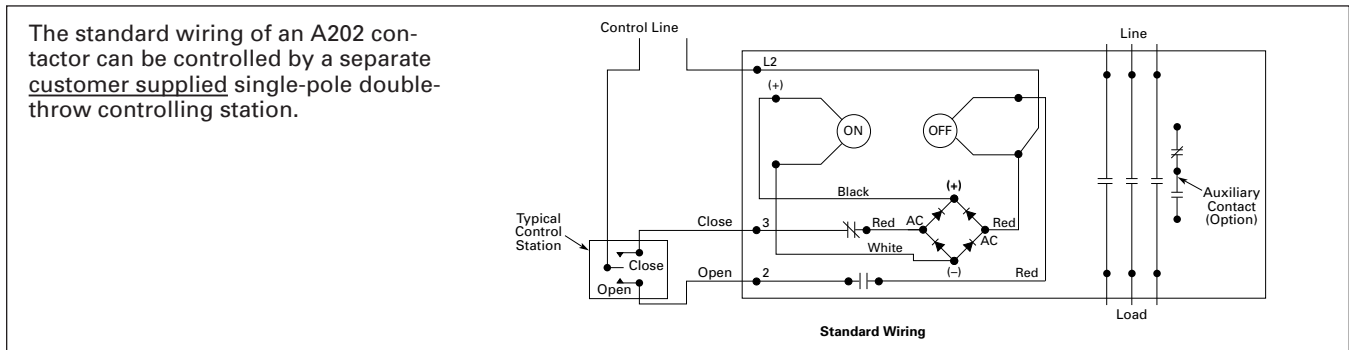 The standard wiring of an A202 con-
tactor can be controlled by a separate
customer supplied single-pole double-
throw controlling station.
Control Line
Line
L2
(+)
ON
OFF
Black
(+)
Auxiliary
Contact
(Option)
Typical
Control
Station
Close
3
Red
AC
Red
AC
White
Close
(–)
Open
Open
2
Red
Load
Standard Wiring